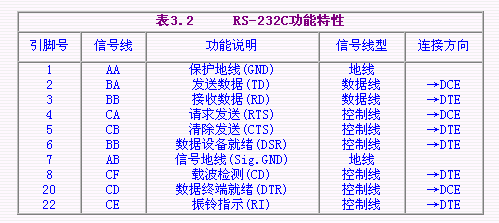 表3.2 RS-232C功能特性
引脚号 信号线 功能说明 信号线型 连接方向
1 AA 保护地线(GND) 地线
2 BA 发送数据(TD) 数据线 →DCE
3 BB 接收数据(RD) 数据线 →DTE
4 CA 请求发送(RTS) 控制线 →DCE
5 CB 清除发送(CTS) 控制线 →DTE
6 BB 数据设备就绪(DSR) 控制线 →DTE
7 AB 信号地线(Sig.GND) 地线
8 CF 载波检测(CD) 控制线 →DTE
20 CD 数据终端就绪(DTR) 控制线 →DCE
22 CE 振铃指示(RI) 控制线 →DTE